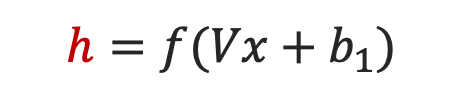 h = f(Vx + b₁)